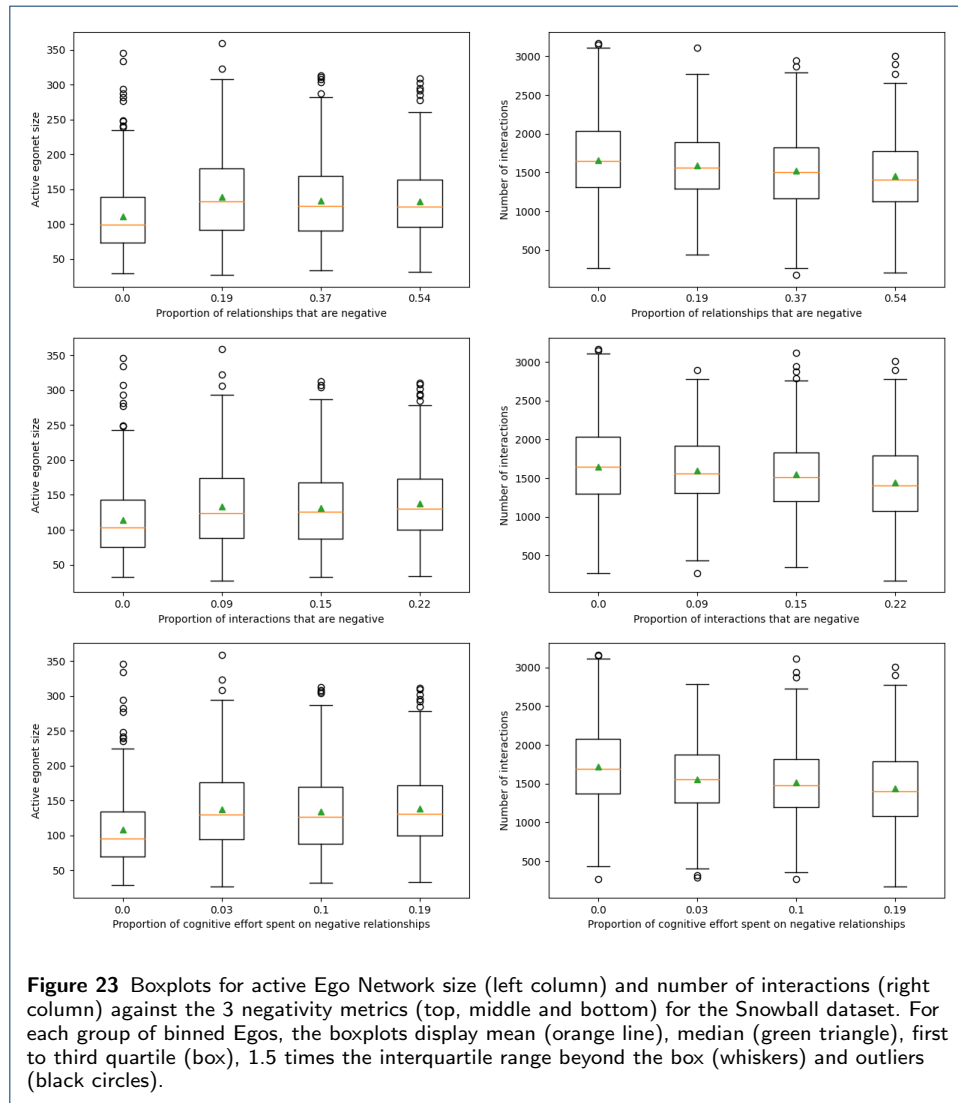 350
300
250
200
150
100
50
Active egonet size
0.0 0.19 0.37 0.54
Proportion of relationships that are negative
3000
2500
2000
1500
1000
500
Number of interactions
0.0 0.19 0.37 0.54
Proportion of relationships that are negative
350
300
250
200
150
100
50
Active egonet size
0.0 0.09 0.15 0.22
Proportion of interactions that are negative
3000
2500
2000
1500
1000
500
Number of interactions
0.0 0.09 0.15 0.22
Proportion of interactions that are negative
350
300
250
200
150
100
50
Active egonet size
0.0 0.03 0.1 0.19
Proportion of cognitive effort spent on negative relationships
3000
2500
2000
1500
1000
500
Number of interactions
0.0 0.03 0.1 0.19
Proportion of cognitive effort spent on negative relationships
Figure 23 Boxplots for active Ego Network size (left column) and number of interactions (right
column) against the 3 negativity metrics (top, middle and bottom) for the Snowball dataset. For
each group of binned Egos, the boxplots display mean (orange line), median (green triangle), first
to third quartile (box), 1.5 times the interquartile range beyond the box (whiskers) and outliers
(black circles).